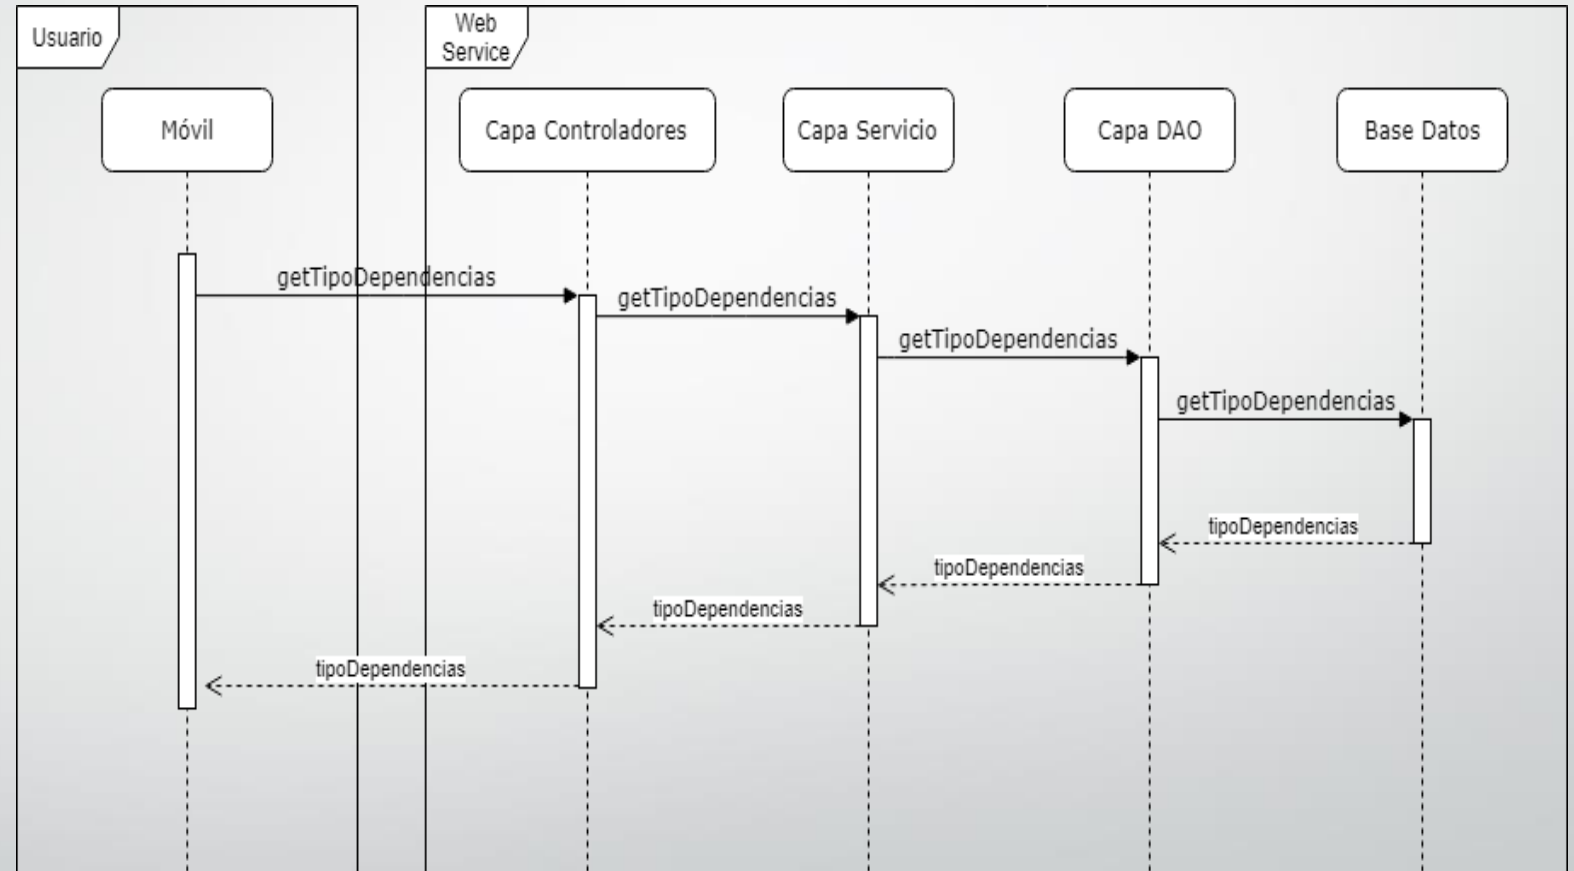 Usuario
Web
Service
Móvil
Capa Controladores
Capa Servicio
Capa DAO
Base Datos
getTipoDependencias
getTipoDependencias
getTipoDependencias
getTipoDependencias
tipoDependencias
tipoDependencias
tipoDependencias
tipoDependencias